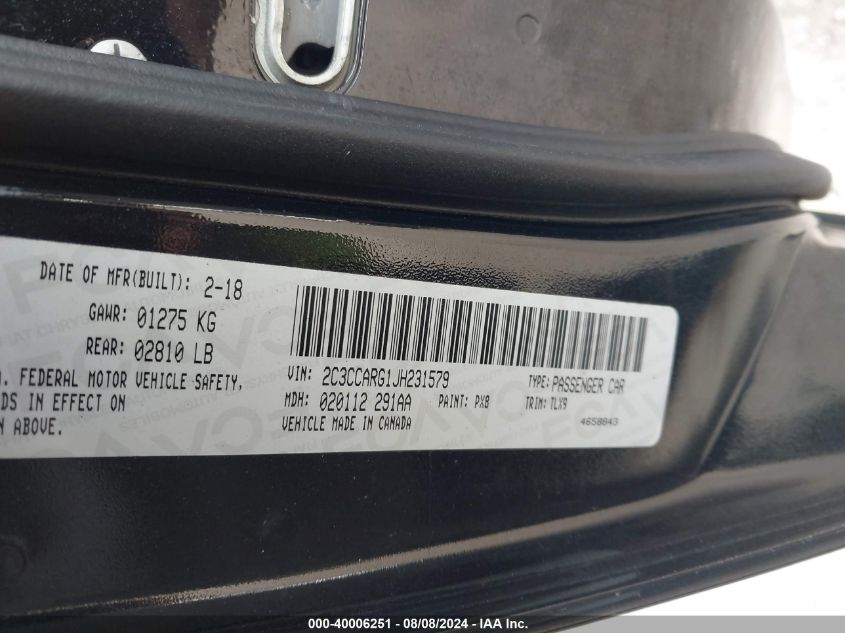 DATE OF MFR(BUILT): 2-18
GAWR: 01275 KG
REAR: 02810 LB
. FEDERAL MOTOR VEHICLE SAFETY,
DS IN EFFECT ON
ABOVE.
VIN: 2C3CCARG1JH231579
TYPE: PASSENGER CAR
MDH: 020112 291AA
PAINT: PX8
TRIM: TLX9
VEHICLE MADE IN CANADA
4658843
000-40006251 - 08/08/2024 - IAA Inc.